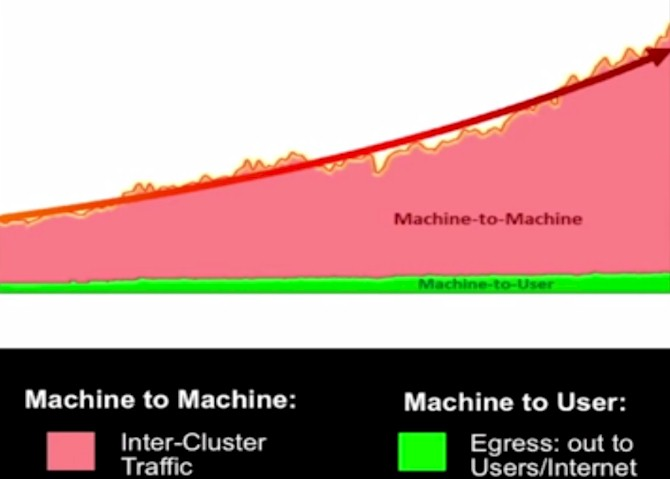 Machine-to-Machine
Machine-to-User
Machine to Machine:
Inter-Cluster
Traffic
Machine to User:
Egress: out to
Users/Internet